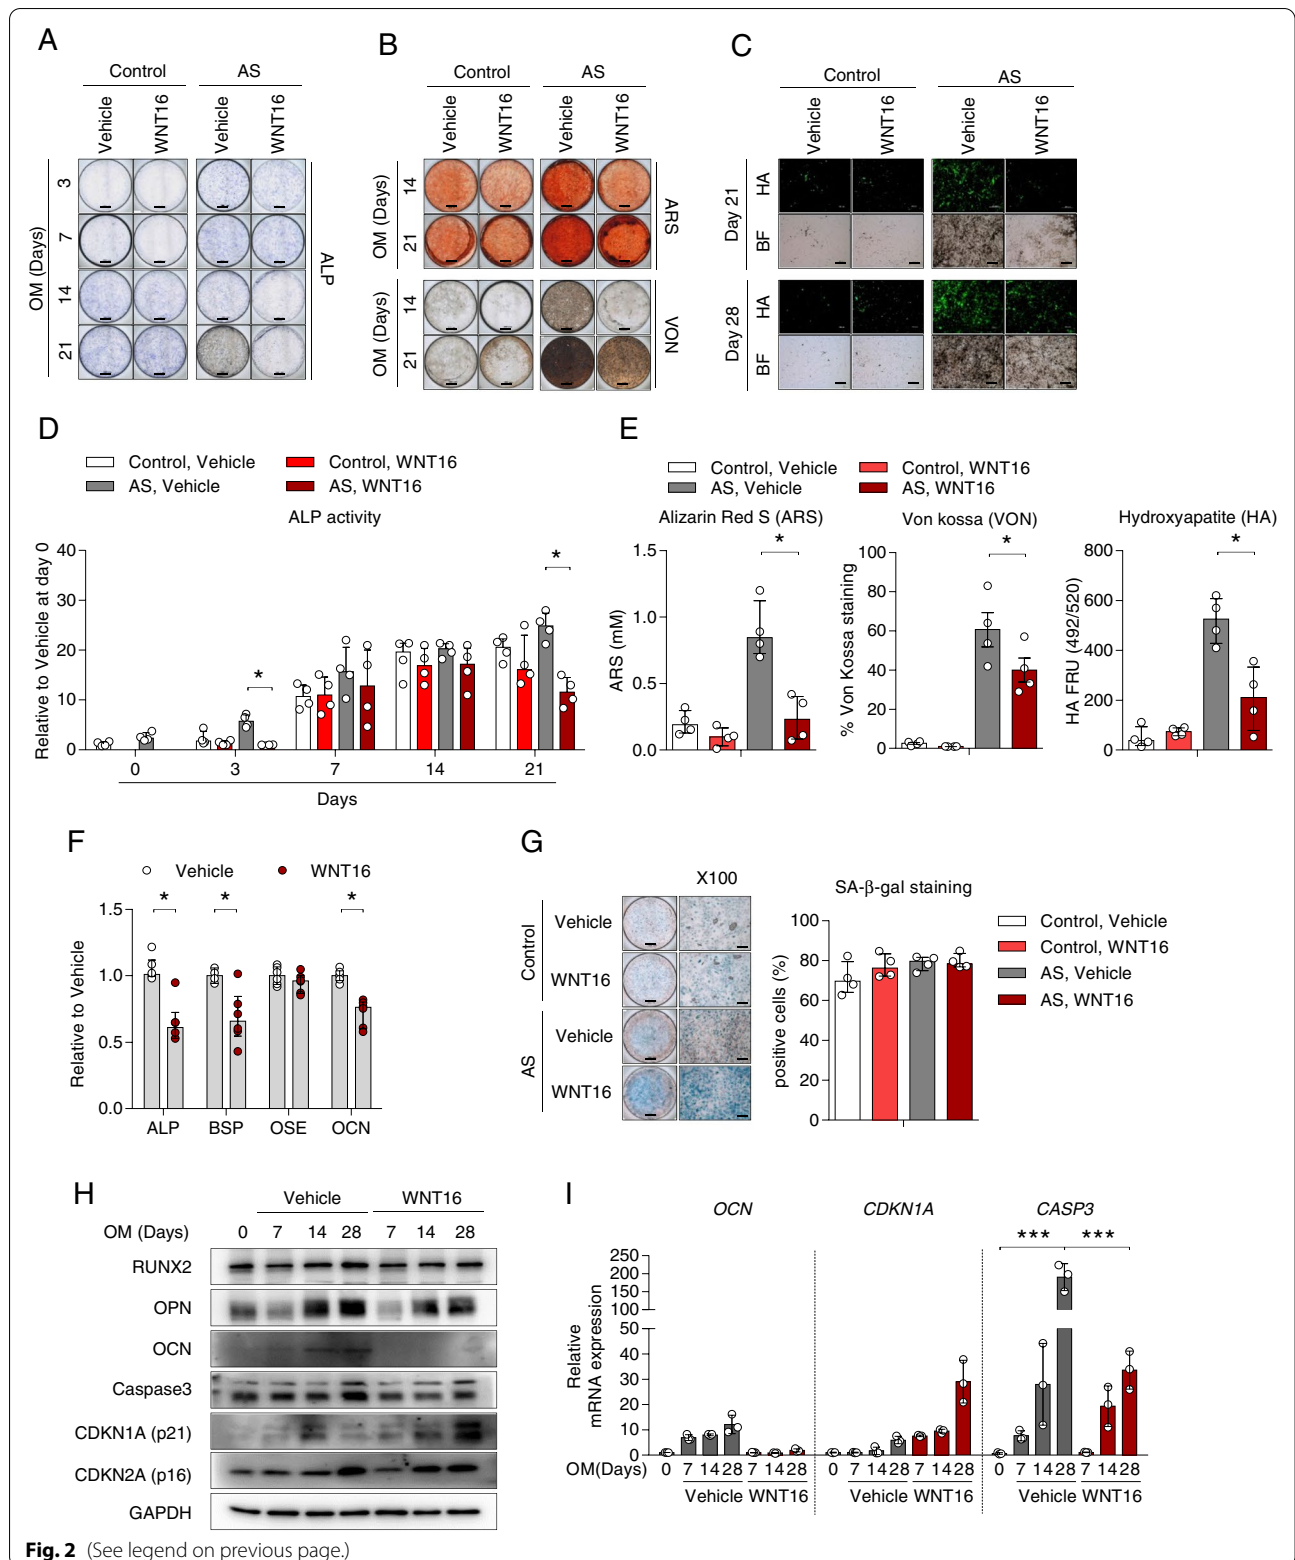 A
Control AS
Vehicle WNT16 Vehicle WNT16
OM (Days)
3
7
14
21
ALP
B
Control AS
Vehicle WNT16 Vehicle WNT16
OM (Days)
14
21
ARS
OM (Days)
14
21
VON
C
Control AS
Vehicle WNT16 Vehicle WNT16
Day 21
HA
BF
Day 28
HA
BF
D
Control, Vehicle Control, WNT16
AS, Vehicle AS, WNT16
ALP activity
Relative to Vehicle at day 0
40
30
20
10
0
* *
0 3 7 14 21
Days
E
Control, Vehicle Control, WNT16
AS, Vehicle AS, WNT16
Alizarin Red S (ARS)
ARS (mM)
1.5
1.0
0.5
0.0
*
Von kossa (VON)
% Von Kossa staining
100
80
60
40
20
0
*
Hydroxyapatite (HA)
HA FRU (492/520)
800
600
400
200
0
*
F
Vehicle WNT16
Relative to Vehicle
1.5
1.0
0.5
0.0
* * *
ALP BSP OSE OCN
G
X100
Control
Vehicle
WNT16
AS
Vehicle
WNT16
SA-β-gal staining
positive cells (%)
100
80
60
40
20
0
Control, Vehicle
Control, WNT16
AS, Vehicle
AS, WNT16
H
Vehicle WNT16
OM (Days) 0 7 14 28 7 14 28
RUNX2
OPN
OCN
Caspase3
CDKN1A (p21)
CDKN2A (p16)
GAPDH
I
OCN CDKN1A CASP3
Relative
mRNA expression
250
200
150
100
50
40
30
20
10
0
*** ***
OM(Days) 0 7 14 28 7 14 28 0 7 14 28 7 14 28 0 7 14 28 7 14 28
Vehicle WNT16 Vehicle WNT16 Vehicle WNT16
Fig. 2 (See legend on previous page.)